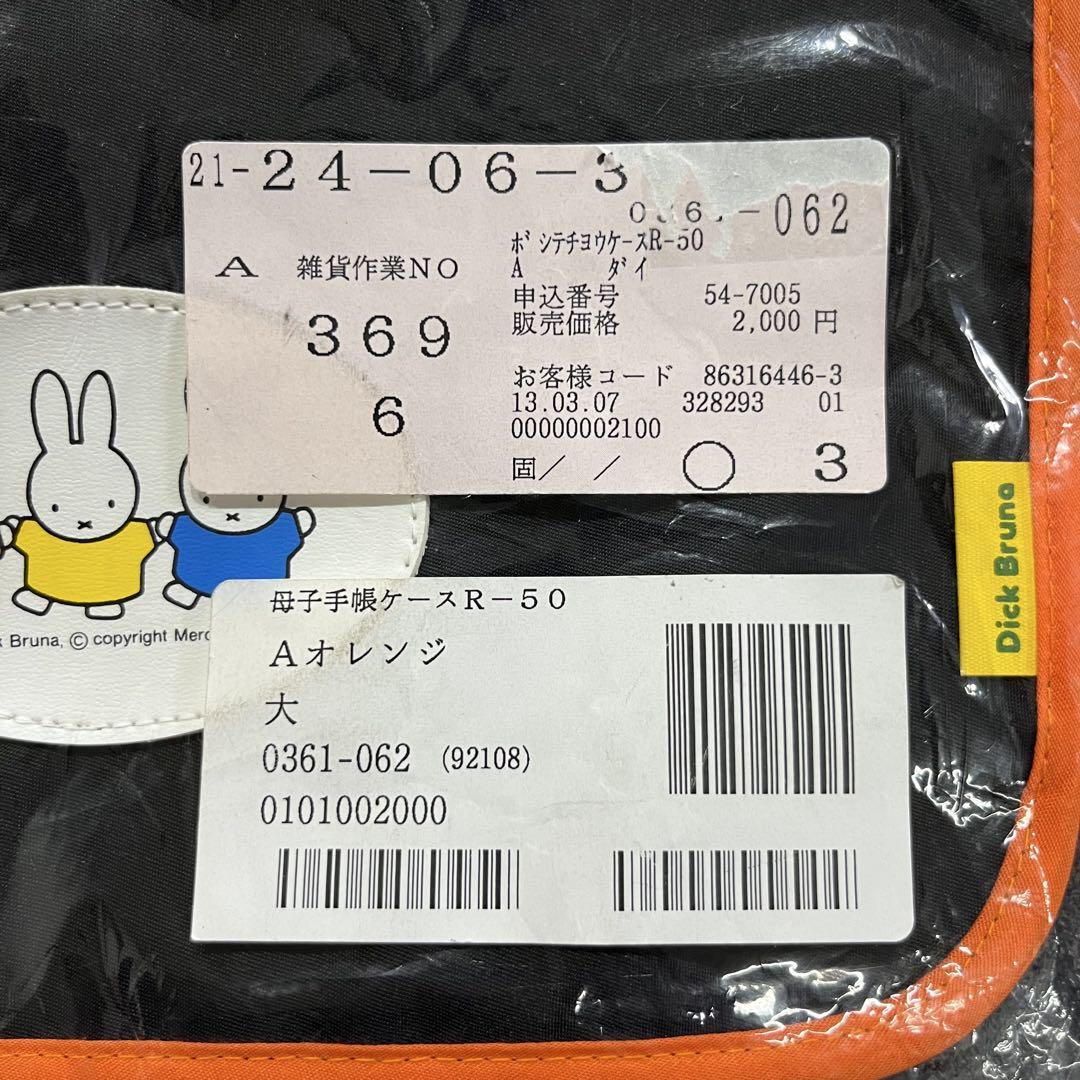 21-24-06-3
-062
ﾎﾞｼﾃﾁﾖｳｹｰｽR-50
A 雑貨作業NO
A ﾀﾞｲ
申込番号 54-7005
369
販売価格 2,000 円
6
お客様コード 86316446-3
13.03.07 328293 01
00000002100
固／ ／ ○ 3
Dick Bruna
Bruna, © copyright Merc
母子手帳ケースR－50
Aオレンジ
大
0361-062 (92108)
0101002000